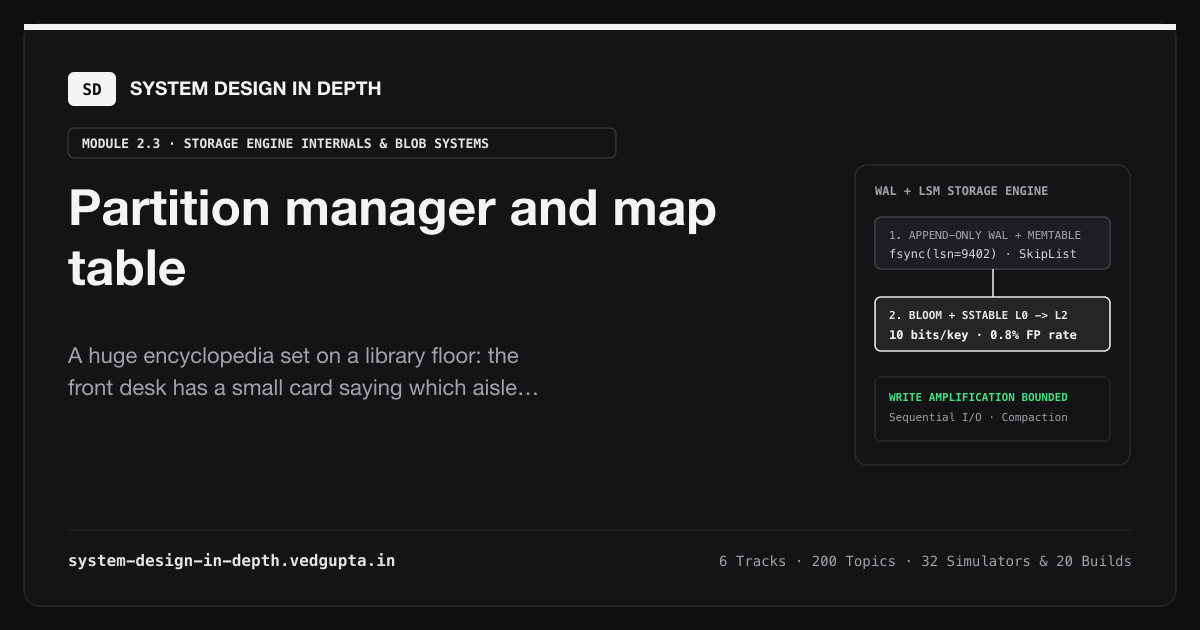 SD
SYSTEM DESIGN IN DEPTH
MODULE 2.3 · STORAGE ENGINE INTERNALS & BLOB SYSTEMS
Partition manager and map
table
A huge encyclopedia set on a library floor: the
front desk has a small card saying which aisle…
WAL + LSM STORAGE ENGINE
1. APPEND-ONLY WAL + MEMTABLE
fsync(lsn=9402) · SkipList
2. BLOOM + SSTABLE L0 -> L2
10 bits/key · 0.8% FP rate
WRITE AMPLIFICATION BOUNDED
Sequential I/O · Compaction
system-design-in-depth.vedgupta.in
6 Tracks · 200 Topics · 32 Simulators & 20 Builds